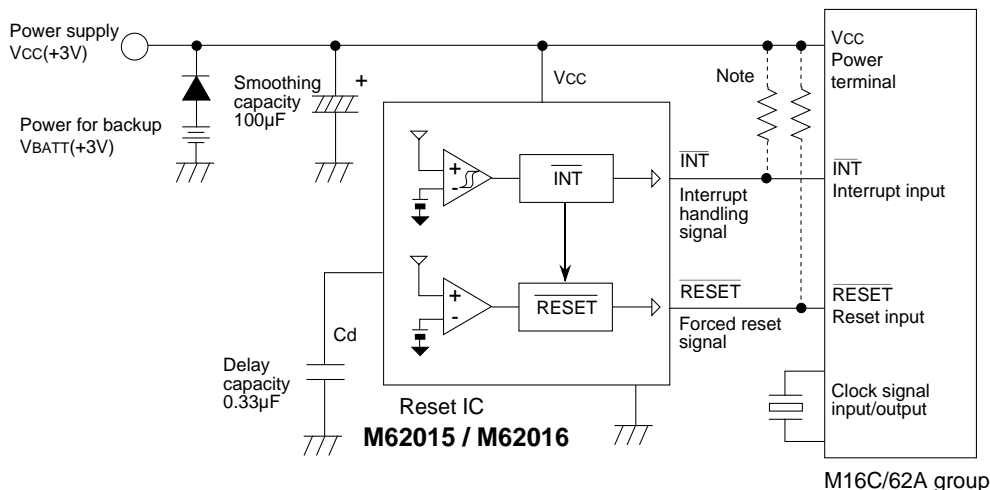 Power supply
VCC(+3V)
Power for backup
VBATT(+3V)
Smoothing
capacity
100µF
+
VCC
Note
VCC
Power
terminal
+
-
INT
INT
Interrupt
handling
signal
INT
Interrupt input
+
-
RESET
RESET
Forced reset
signal
RESET
Reset input
Cd
Delay
capacity
0.33µF
Clock signal
input/output
Reset IC
M62015 / M62016
M16C/62A group